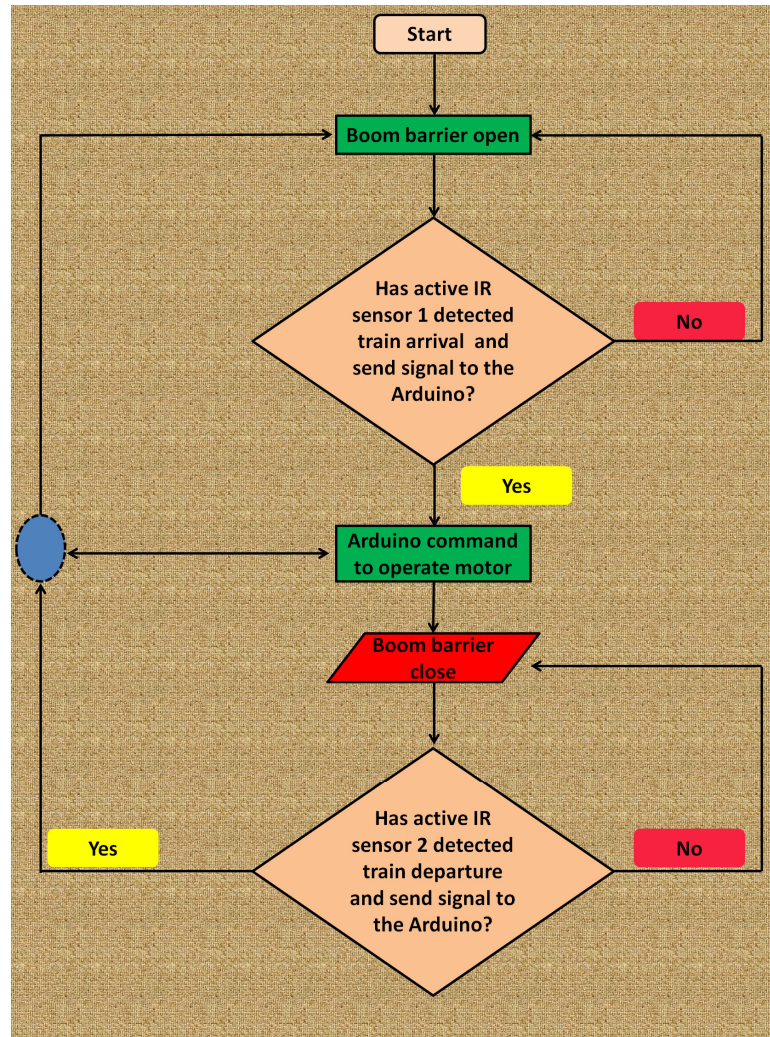 Start
Boom barrier open
Has active IR
sensor 1 detected
train arrival  and
send signal to the
Arduino?
No
Yes
Arduino command
to operate motor
Boom barrier
close
Has active IR
sensor 2 detected
train departure
and send signal to
the Arduino?
Yes
No